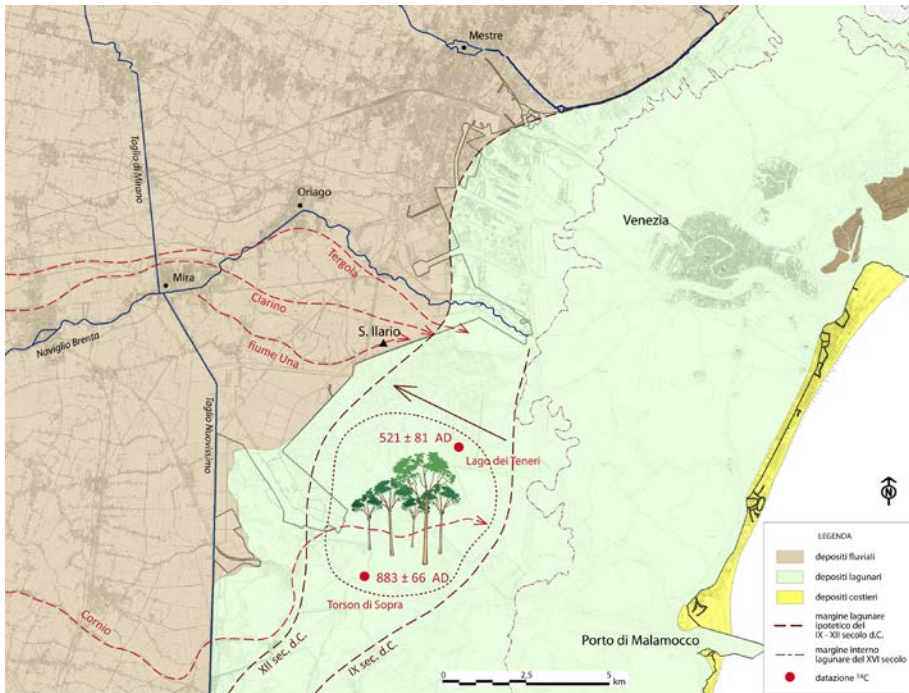 Mestre
Taglio di Mirano
Oriago
Venezia
Tergola
Mira
Clarino
S. Ilario
fiume Una
Naviglio Brenta
Taglio Nuovissimo
521 ± 81 AD
Lago dei Teneri
N
LEGENDA
depositi fluviali
depositi lagunari
depositi costieri
margine lagunare
ipotetico del
IX - XII secolo d.C.
margine interno
lagunare del XVI secolo
datazione ¹⁴C
883 ± 66 AD
Torson di Sopra
Cornio
XII sec. d.C.
IX sec. d.C.
Porto di Malamocco
0 2,5 5
km